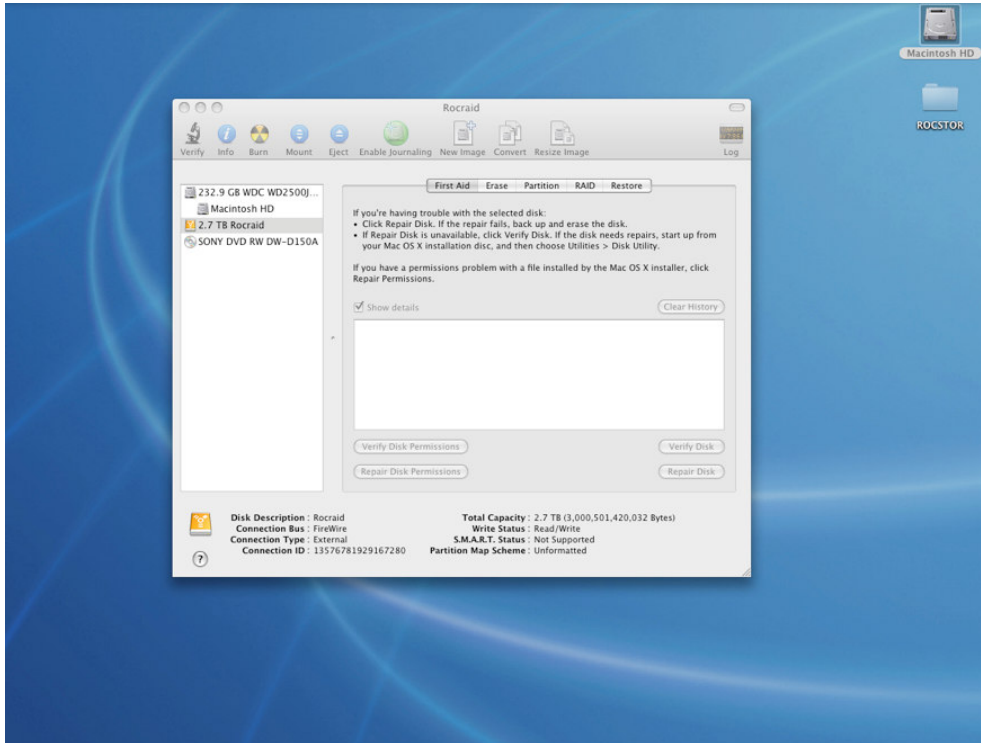 Macintosh HD
ROCSTOR
Rocraid
Verify Info Burn Mount Eject Enable Journaling New Image Convert Resize Image Log
First Aid Erase Partition RAID Restore
232.9 GB WDC WD2500J...
Macintosh HD
2.7 TB Rocraid
SONY DVD RW DW-D150A
If you're having trouble with the selected disk:
• Click Repair Disk. If the repair fails, back up and erase the disk.
• If Repair Disk is unavailable, click Verify Disk. If the disk needs repairs, start up from
your Mac OS X installation disc, and then choose Utilities > Disk Utility.
If you have a permissions problem with a file installed by the Mac OS X installer, click
Repair Permissions.
Show details
Clear History
Verify Disk Permissions
Verify Disk
Repair Disk Permissions
Repair Disk
Disk Description : Rocraid
Connection Bus : FireWire
Connection Type : External
Connection ID : 13576781929167280
Total Capacity : 2.7 TB (3,000,501,420,032 Bytes)
Write Status : Read/Write
S.M.A.R.T. Status : Not Supported
Partition Map Scheme : Unformatted
?